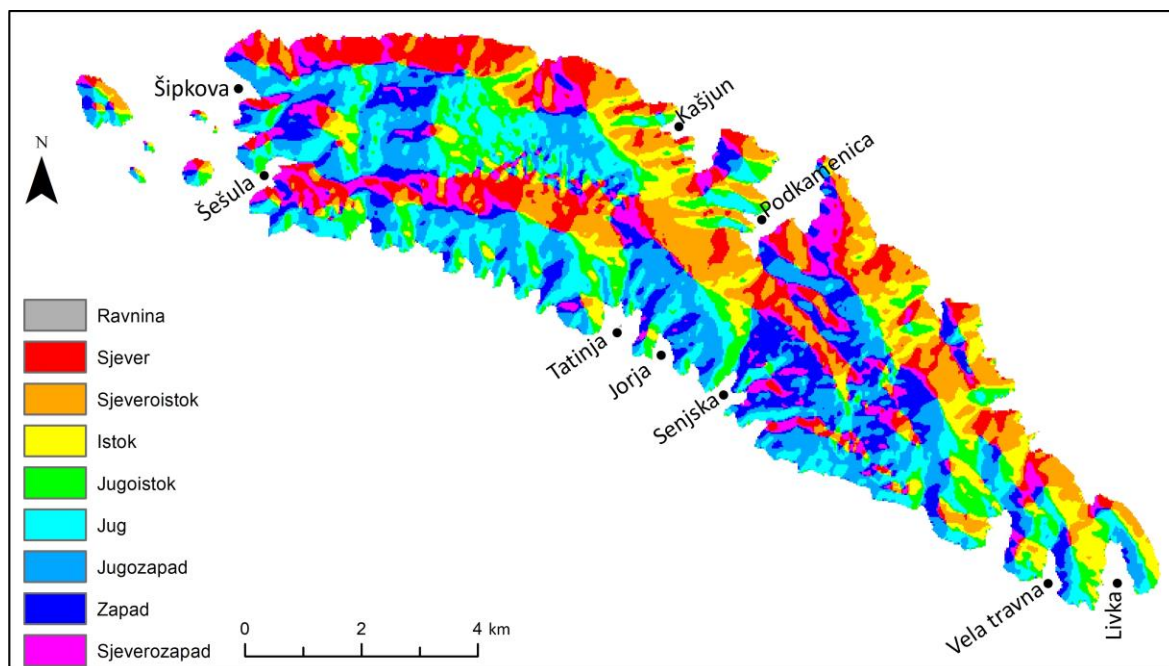 Šipkova
Kašjun
N
Šešula
Podkamenica
Ravnina
Sjever
Sjeveroistok
Istok
Jugoistok
Jug
Jugozapad
Zapad
Sjeverozapad
Tatinja
Jorja
Senjska
Vela travna
Livka
0 2 4 km